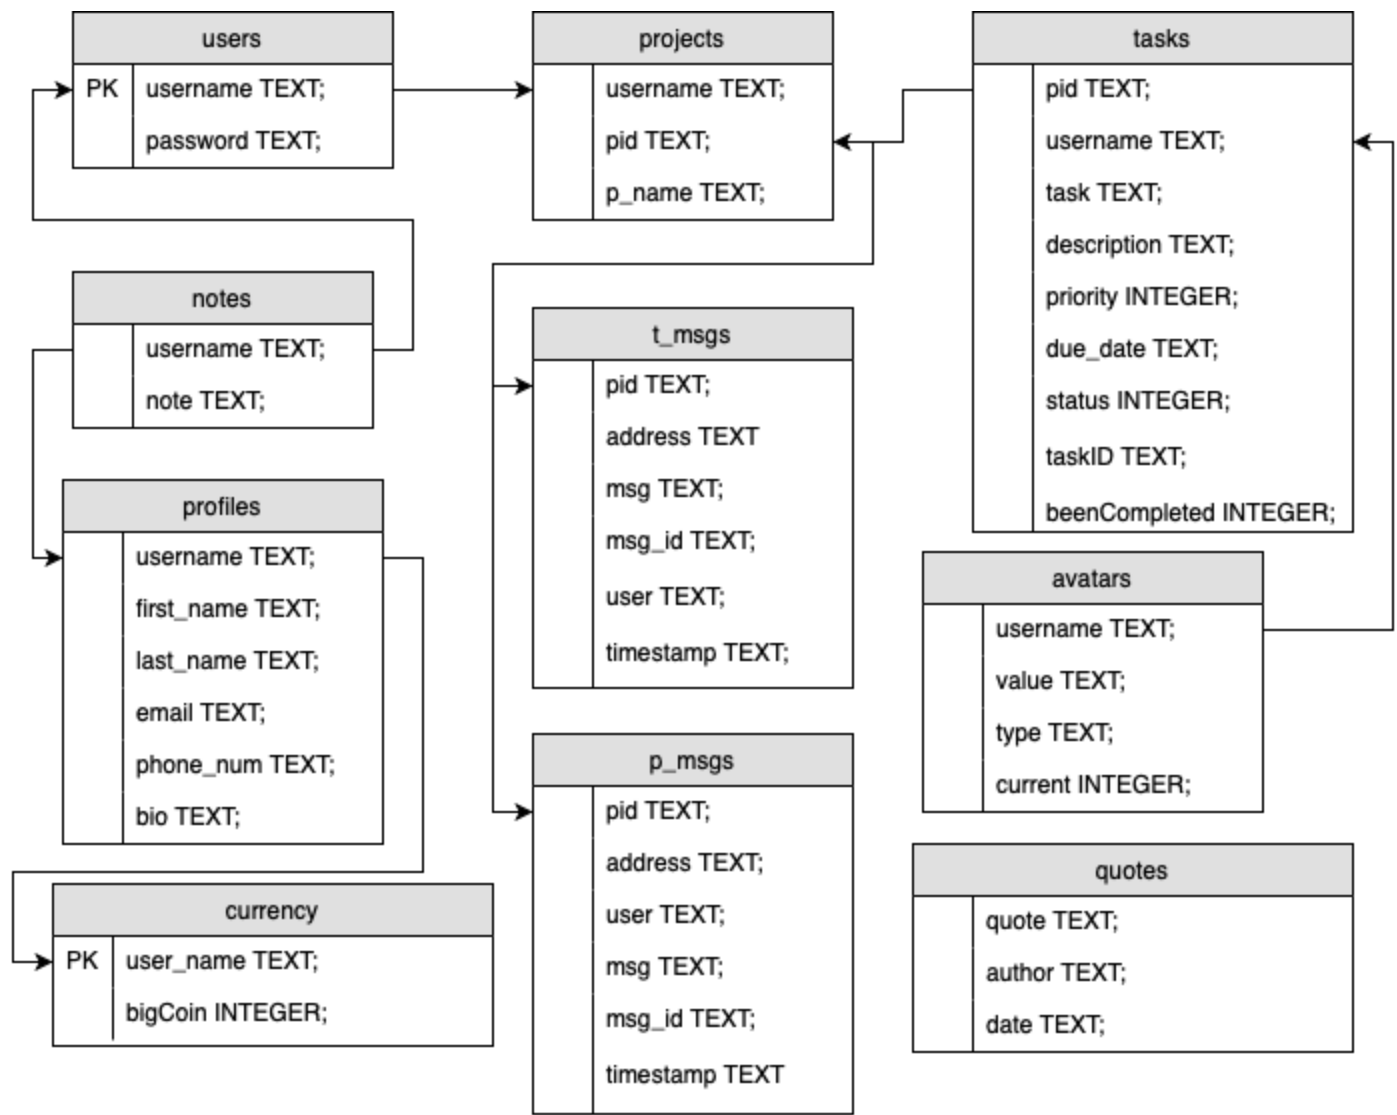 users
PK username TEXT;
password TEXT;
projects
username TEXT;
pid TEXT;
p_name TEXT;
tasks
pid TEXT;
username TEXT;
task TEXT;
description TEXT;
priority INTEGER;
due_date TEXT;
status INTEGER;
taskID TEXT;
beenCompleted INTEGER;
notes
username TEXT;
note TEXT;
t_msgs
pid TEXT;
address TEXT
msg TEXT;
msg_id TEXT;
user TEXT;
timestamp TEXT;
profiles
username TEXT;
first_name TEXT;
last_name TEXT;
email TEXT;
phone_num TEXT;
bio TEXT;
avatars
username TEXT;
value TEXT;
type TEXT;
current INTEGER;
p_msgs
pid TEXT;
address TEXT;
user TEXT;
msg TEXT;
msg_id TEXT;
timestamp TEXT
currency
PK user_name TEXT;
bigCoin INTEGER;
quotes
quote TEXT;
author TEXT;
date TEXT;